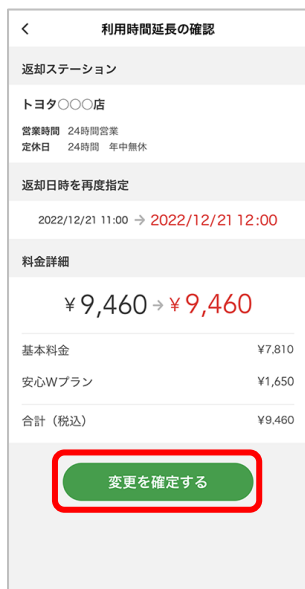 利用時間延長の確認
返却ステーション
トヨタ○○○店
営業時間 24時間営業
定休日 24時間 年中無休
返却日時を再度指定
2022/12/21 11:00 → 2022/12/21 12:00
料金詳細
¥9,460 → ¥9,460
基本料金 ¥7,810
安心Wプラン ¥1,650
合計（税込） ¥9,460
変更を確定する